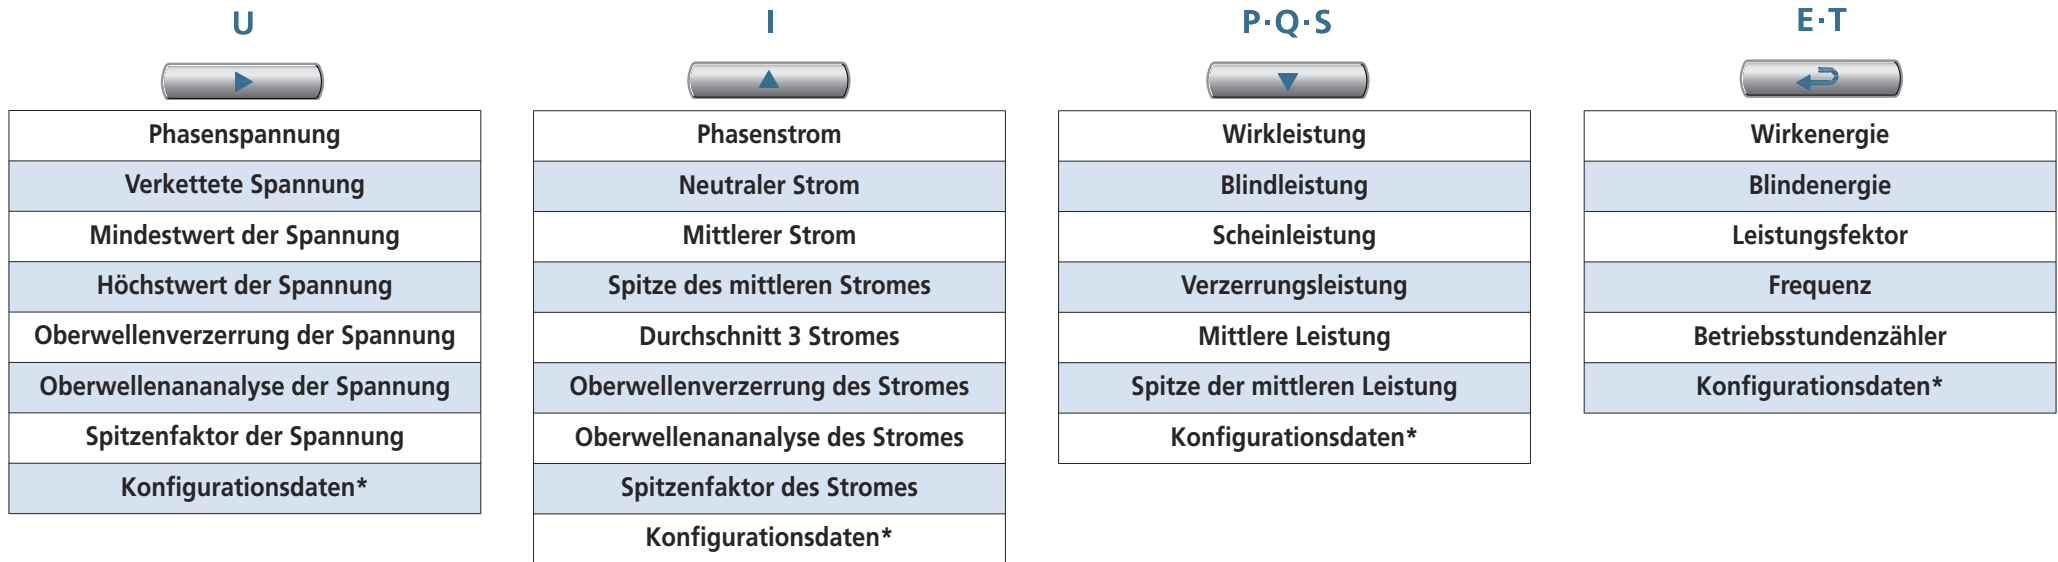 U
Phasenspannung
Verkettete Spannung
Mindestwert der Spannung
Höchstwert der Spannung
Oberwellenverzerrung der Spannung
Oberwellenananalyse der Spannung
Spitzenfaktor der Spannung
Konfigurationsdaten*
I
Phasenstrom
Neutraler Strom
Mittlerer Strom
Spitze des mittleren Stromes
Durchschnitt 3 Stromes
Oberwellenverzerrung des Stromes
Oberwellenananalyse des Stromes
Spitzenfaktor des Stromes
Konfigurationsdaten*
P·Q·S
Wirkleistung
Blindleistung
Scheinleistung
Verzerrungsleistung
Mittlere Leistung
Spitze der mittleren Leistung
Konfigurationsdaten*
E·T
Wirkenergie
Blindenergie
Leistungsfektor
Frequenz
Betriebsstundenzähler
Konfigurationsdaten*